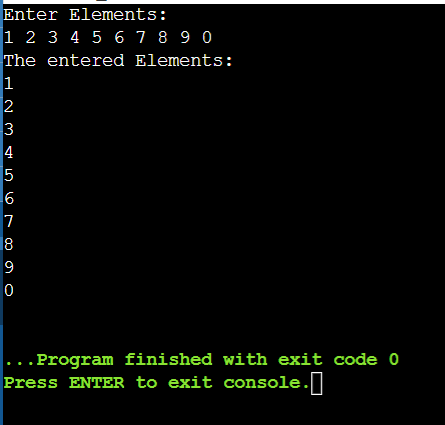 Enter Elements:
1 2 3 4 5 6 7 8 9 0
The entered Elements:
1
2
3
4
5
6
7
8
9
0
...Program finished with exit code 0
Press ENTER to exit console.